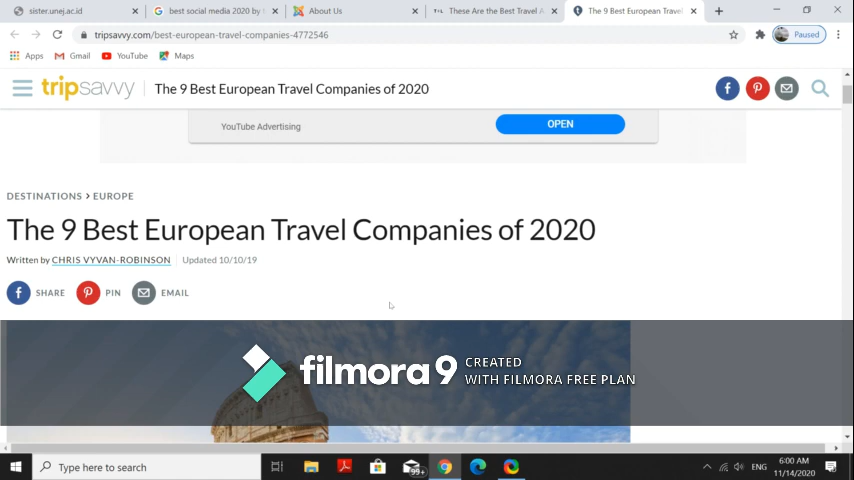 sister.unej.ac.id
best social media 2020 by t
About Us
These Are the Best Travel A
The 9 Best European Travel
tripsavvy.com/best-european-travel-companies-4772546
Paused
Apps
Gmail
YouTube
Maps
tripsavvy
The 9 Best European Travel Companies of 2020
YouTube Advertising
OPEN
DESTINATIONS > EUROPE
The 9 Best European Travel Companies of 2020
Written by CHRIS VYVAN-ROBINSON
Updated 10/10/19
SHARE
PIN
EMAIL
filmora9
CREATED
WITH FILMORA FREE PLAN
Type here to search
99+
ENG
6:00 AM
11/14/2020